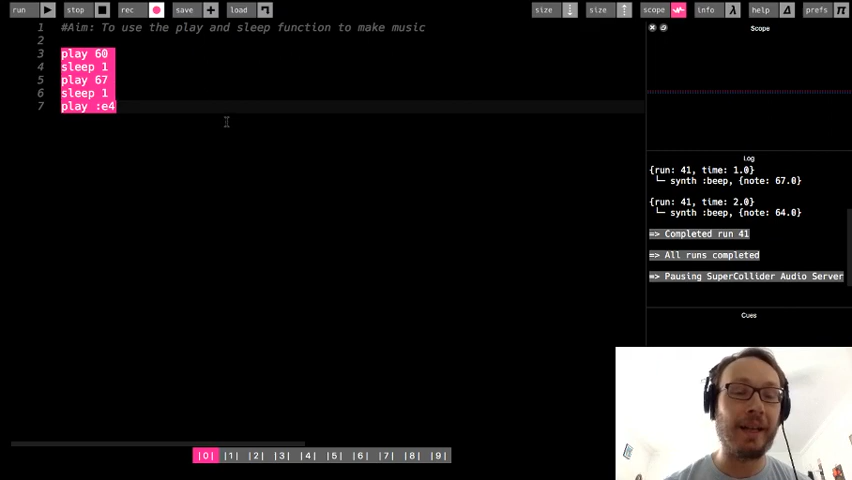 run stop rec save + load size size scope info λ help prefs π
1 #Aim: To use the play and sleep function to make music
2
3 play 60
4 sleep 1
5 play 67
6 sleep 1
7 play :e4
Scope
Log
{run: 41, time: 1.0}
└─ synth :beep, {note: 67.0}
{run: 41, time: 2.0}
└─ synth :beep, {note: 64.0}
=> Completed run 41
=> All runs completed
=> Pausing SuperCollider Audio Server
Cues
|0| |1| |2| |3| |4| |5| |6| |7| |8| |9|